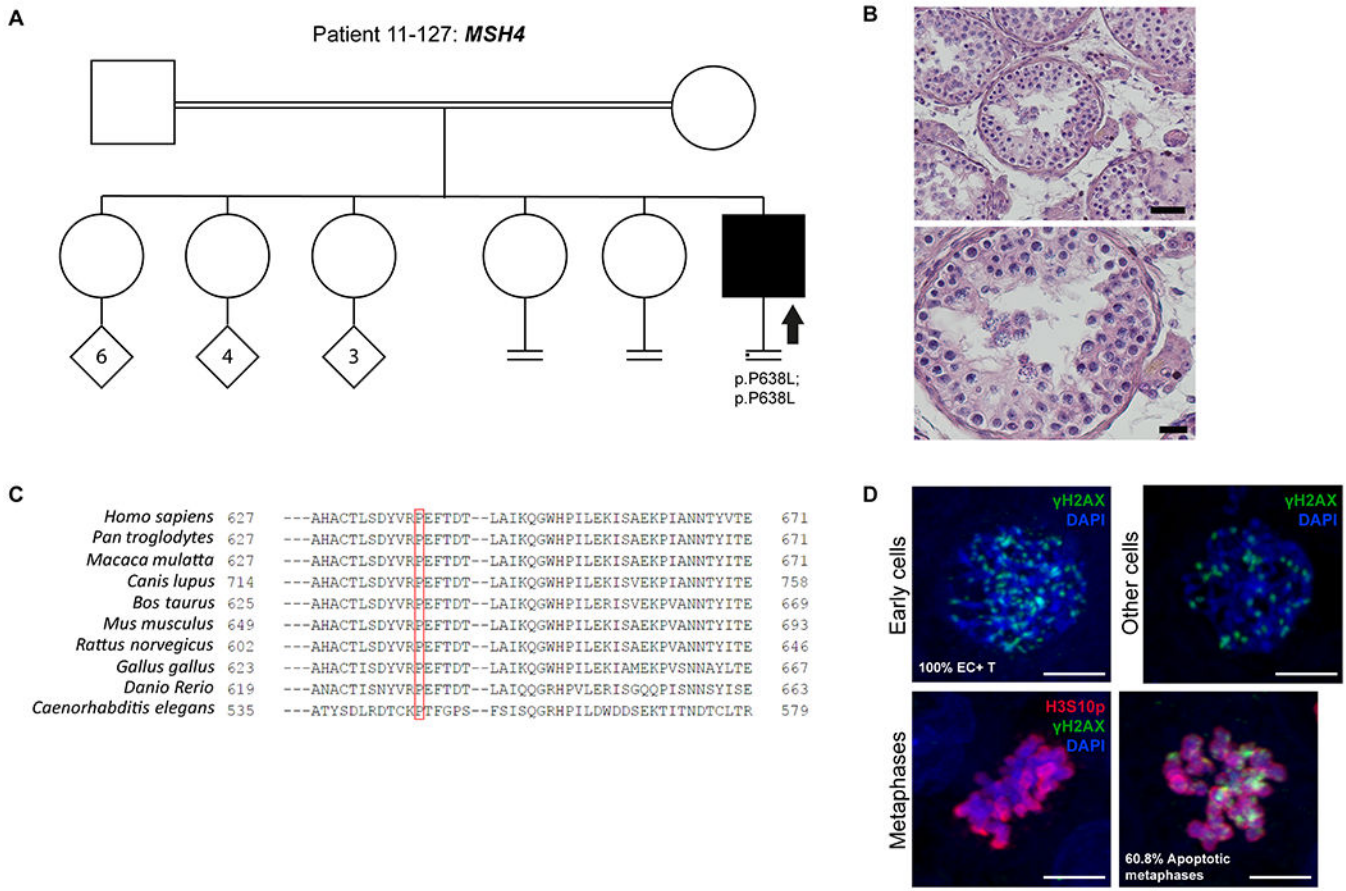 A
Patient 11-127: MSH4
6
4
3
p.P638L;
p.P638L
B
C
Homo sapiens 627 ---AHACTLSDYVRPEFTDT--LAIKQGWHPILEKISAEKPIANNTYVTE 671
Pan troglodytes 627 ---AHACTLSDYVRPEFTDT--LAIKQGWHPILEKISAEKPIANNTYITE 671
Macaca mulatta 627 ---AHACTLSDYVRPEFTDT--LAIKQGWHPILEKISAEKPIANNTYITE 671
Canis lupus 714 ---AHACTLSDYVRPEFTDT--LAIKQGWHPILEKISVEKPIANNTYITE 758
Bos taurus 625 ---AHACTLSDYVRPEFTDT--LAIKQGWHPILERISVEKPVANNTYITE 669
Mus musculus 649 ---AHACTLSDYVRPEFTDT--LAIKQGWHPILEKISAEKPVANNTYITE 693
Rattus norvegicus 602 ---AHACTLSDYVRPEFTDT--LAIKQGWHPILEKISAEKPVANNTYITE 646
Gallus gallus 623 ---AHACTISDYVRPEFTDT--LAIKQGWHPILEKIAMEKPVSNNAYLTE 667
Danio Rerio 619 ---ANACTISNYVRPEFTDT--LAIQQGRHPVLERISGQQPISNNSYISE 663
Caenorhabditis elegans 535 ---ATYSDLRDTCKPTFGPS--FSISQGRHPILDWDDSEKTITNDTCLTR 579
D
Early cells
γH2AX
DAPI
100% EC+ T
Other cells
γH2AX
DAPI
Metaphases
H3S10p
γH2AX
DAPI
60.8% Apoptotic
metaphases